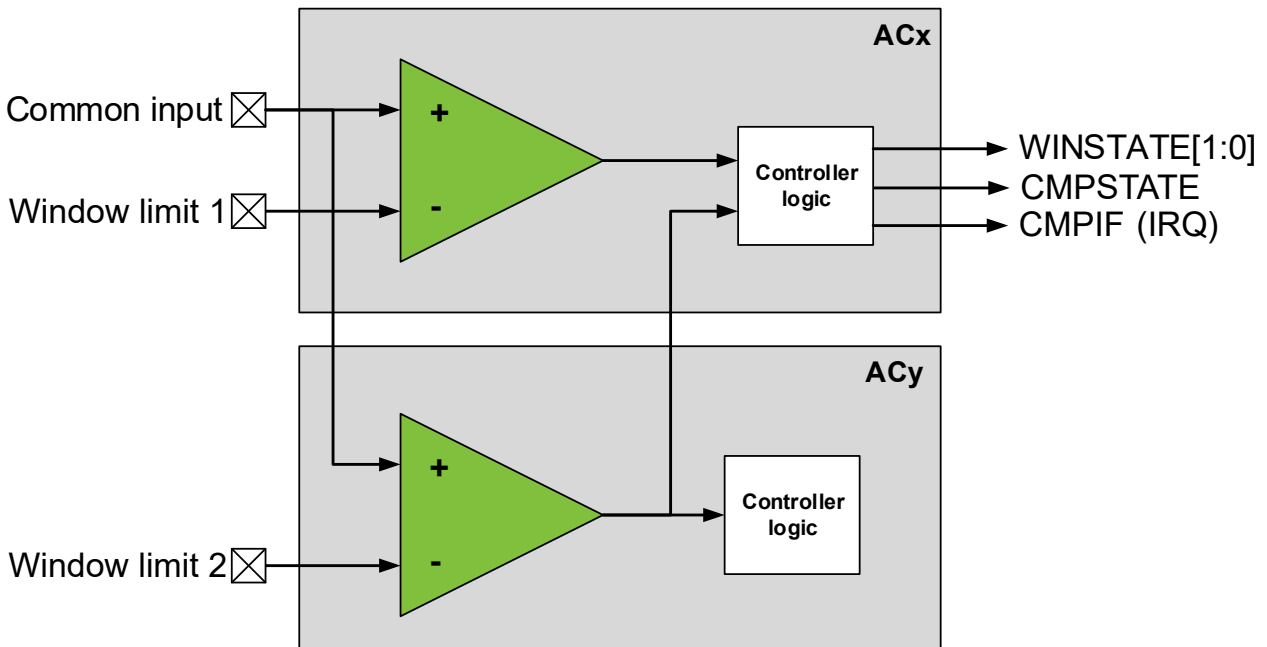 ACx
Common input
+
Window limit 1
-
Controller
logic
WINSTATE[1:0]
CMPSTATE
CMPIF (IRQ)
ACy
+
Window limit 2
-
Controller
logic